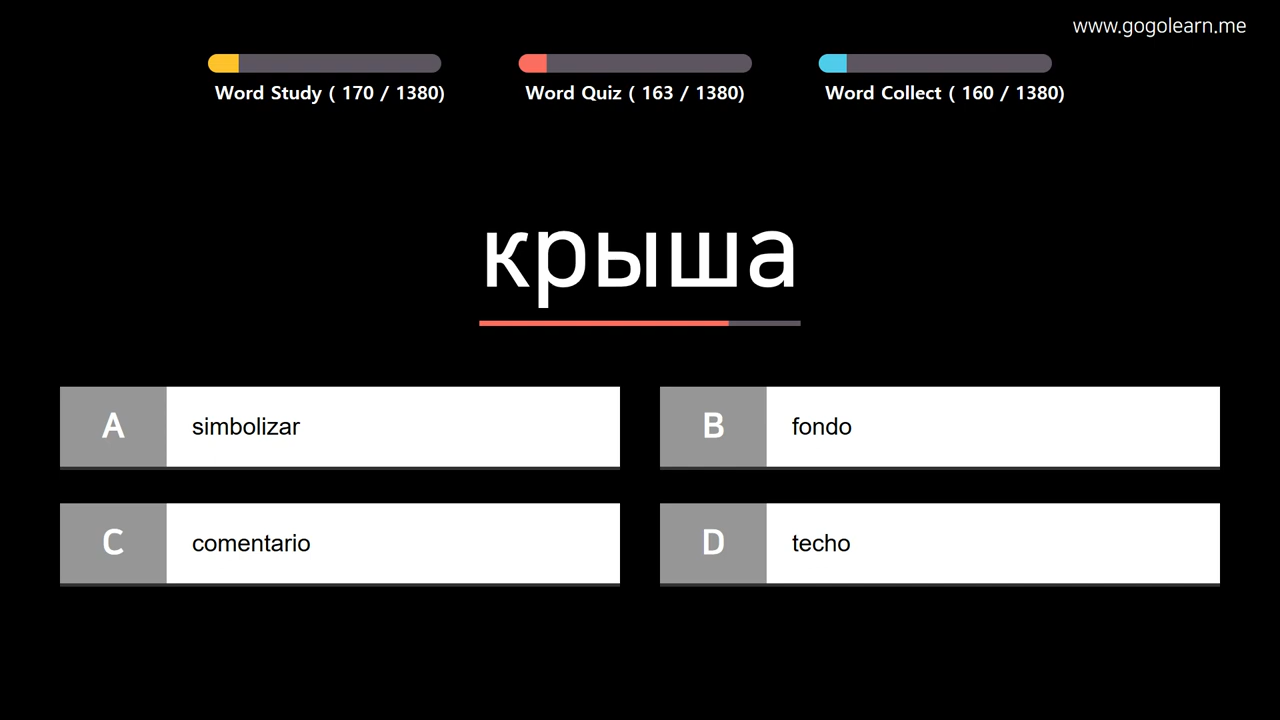 www.gogolearn.me
Word Study ( 170 / 1380)
Word Quiz ( 163 / 1380)
Word Collect ( 160 / 1380)
крыша
A simbolizar
B fondo
C comentario
D techo